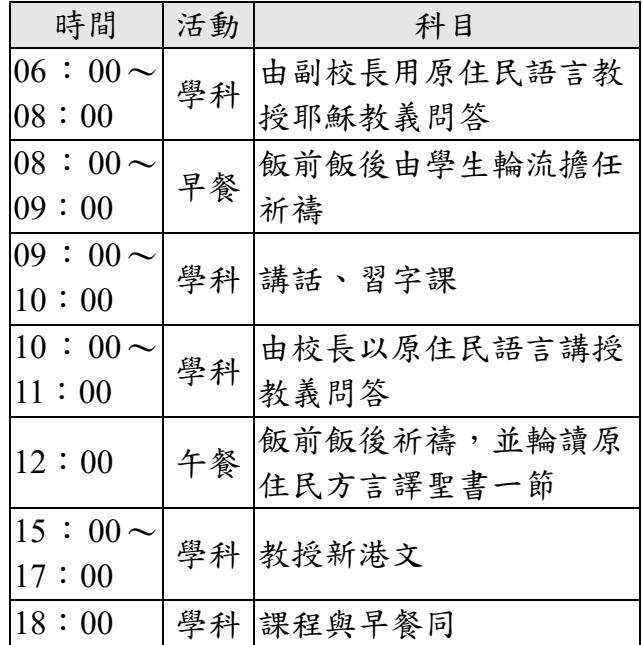 時間 活動 科目
06：00～ 學科 由副校長用原住民語言教
08：00 授耶穌教義問答
08：00～ 早餐 飯前飯後由學生輪流擔任
09：00 祈禱
09：00～ 學科 講話、習字課
10：00
10：00～ 學科 由校長以原住民語言講授
11：00 教義問答
12：00 午餐 飯前飯後祈禱，並輪讀原
住民方言譯聖書一節
15：00～ 學科 教授新港文
17：00
18：00 學科 課程與早餐同